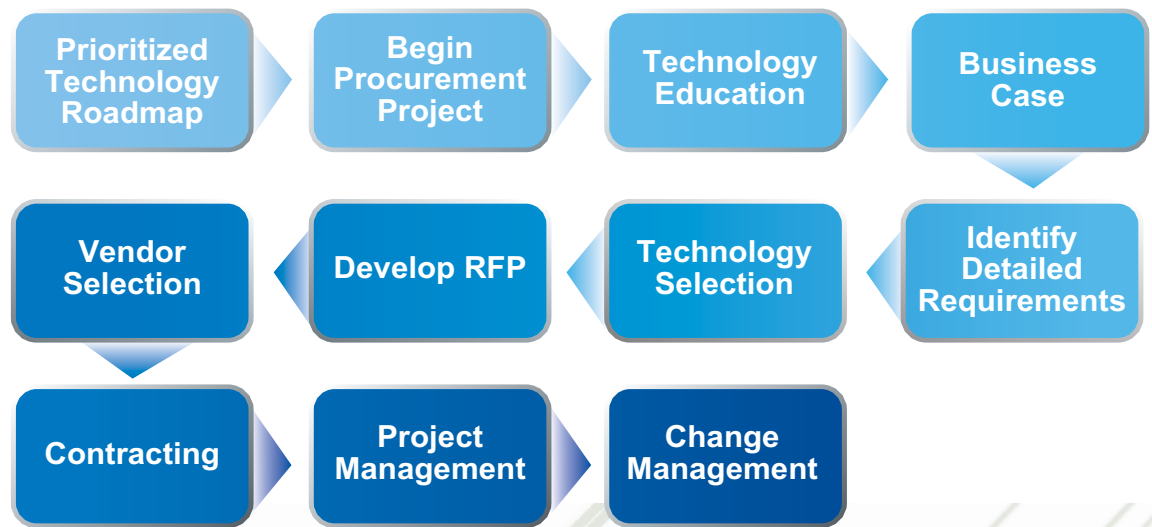 Prioritized
Technology
Roadmap
Begin
Procurement
Project
Technology
Education
Business
Case
Identify
Detailed
Requirements
Technology
Selection
Develop RFP
Vendor
Selection
Contracting
Project
Management
Change
Management